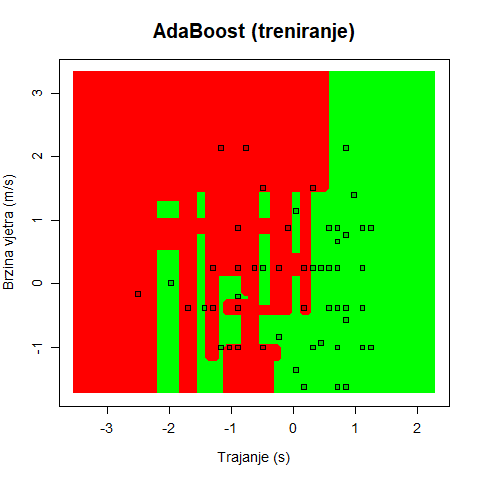 AdaBoost (treniranje)
Brzina vjetra (m/s)
3
2
1
0
-1
-3 -2 -1 0 1 2
Trajanje (s)